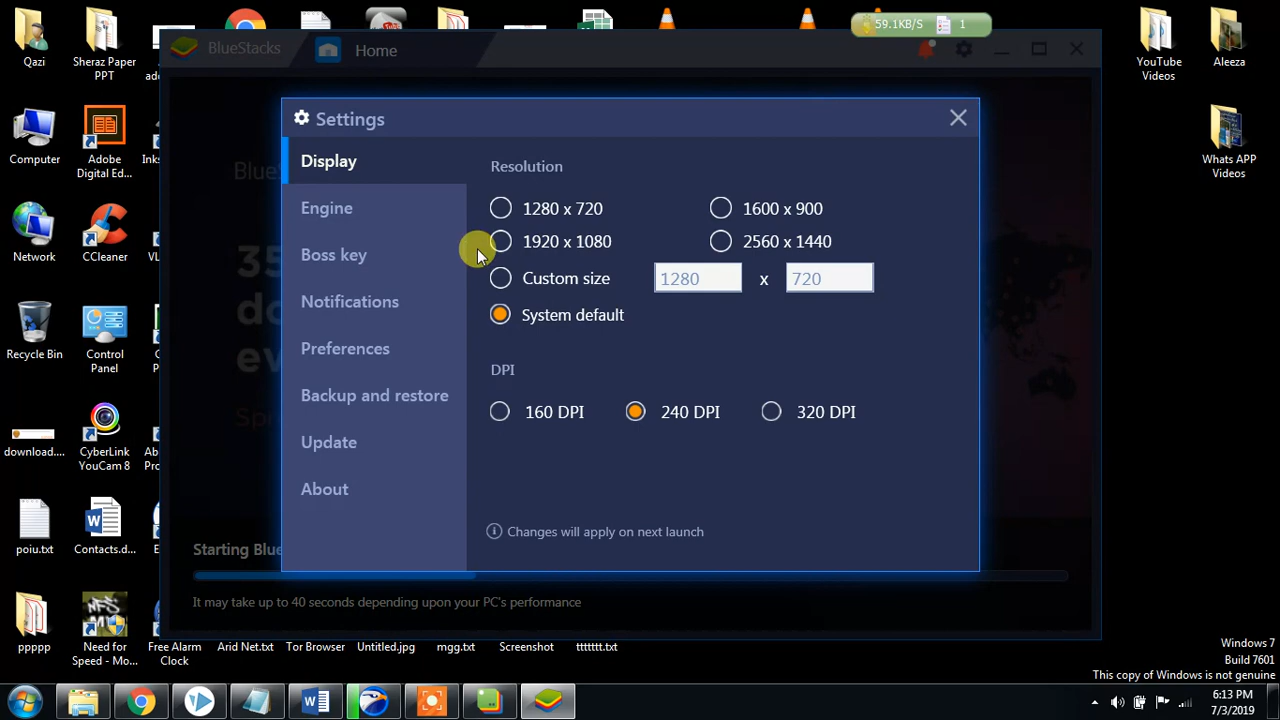 59.1KB/S 1
Qazi
Sheraz Paper
PPT
YouTube
Videos
Aleeza
BlueStacks
Home
Settings
Display
Engine
Boss key
Notifications
Preferences
Backup and restore
Update
About
Resolution
1280 x 720
1600 x 900
1920 x 1080
2560 x 1440
Custom size
1280
x
720
System default
DPI
160 DPI
240 DPI
320 DPI
Changes will apply on next launch
Computer
Adobe
Digital Ed...
Whats APP
Videos
Network
CCleaner
Recycle Bin
Control
Panel
download....
CyberLink
YouCam 8
poiu.txt
Contacts.d...
Starting Blue
It may take up to 40 seconds depending upon your PC's performance
ppppp
Need for
Speed - Mo...
Free Alarm
Clock
Arid Net.txt
Tor Browser
Untitled.jpg
mgg.txt
Screenshot
ttttttt.txt
Windows 7
Build 7601
This copy of Windows is not genuine
6:13 PM
7/3/2019